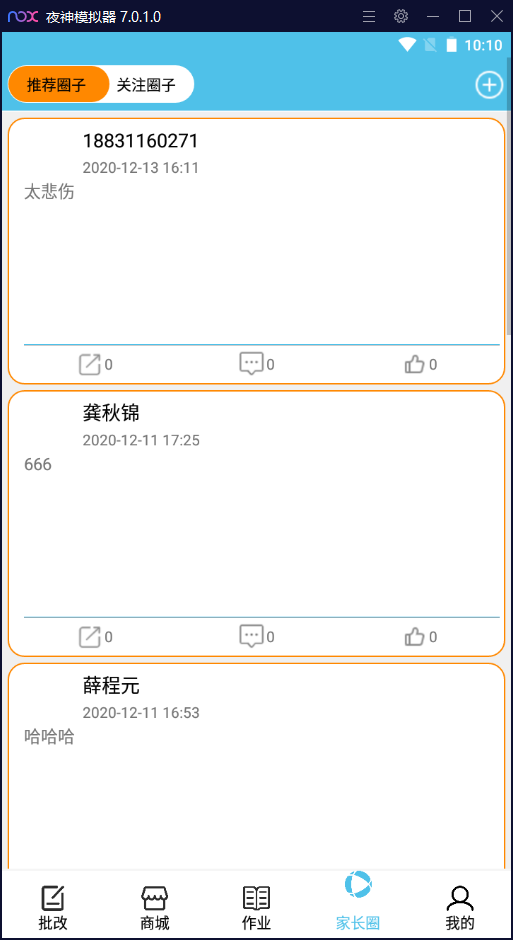 nox 夜神模拟器 7.0.1.0
10:10
推荐圈子 关注圈子
18831160271
2020-12-13 16:11
太悲伤
0 0 0
龚秋锦
2020-12-11 17:25
666
0 0 0
薛程元
2020-12-11 16:53
哈哈哈
批改 商城 作业 家长圈 我的